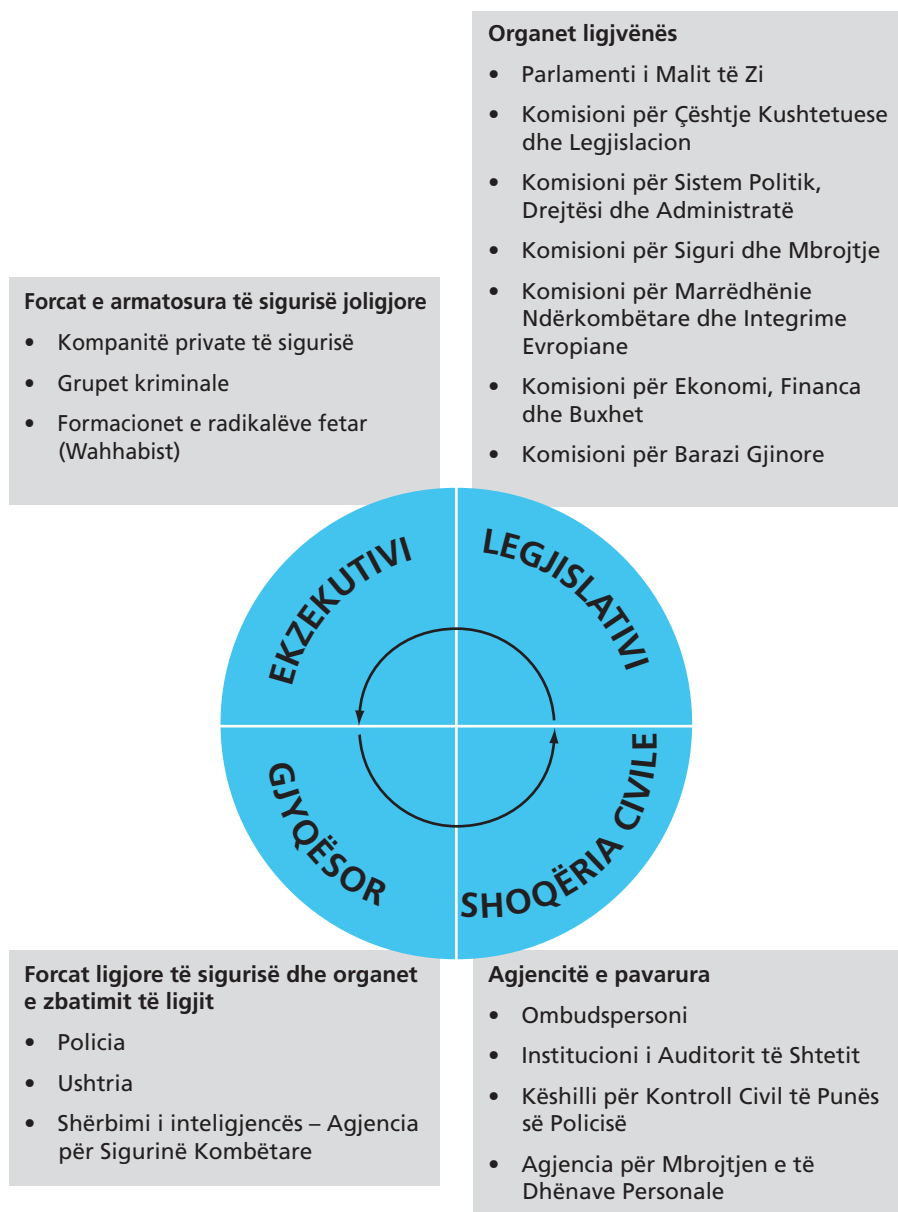 Organet ligjvënës
• Parlamenti i Malit të Zi
• Komisioni për Çështje Kushtetuese
dhe Legjislacion
• Komisioni për Sistem Politik,
Drejtësi dhe Administratë
• Komisioni për Siguri dhe Mbrojtje
• Komisioni për Marrëdhënie
Ndërkombëtare dhe Integrime
Evropiane
• Komisioni për Ekonomi, Financa
dhe Buxhet
• Komisioni për Barazi Gjinore
Forcat e armatosura të sigurisë joligjore
• Kompanitë private të sigurisë
• Grupet kriminale
• Formacionet e radikalëve fetar
(Wahhabist)
EKZEKUTIVI
LEGJISLATIVI
GJYQËSOR
SHOQËRIA CIVILE
Forcat ligjore të sigurisë dhe organet
e zbatimit të ligjit
• Policia
• Ushtria
• Shërbimi i inteligjencës – Agjencia
për Sigurinë Kombëtare
Agjencitë e pavarura
• Ombudspersoni
• Institucioni i Auditorit të Shtetit
• Këshilli për Kontroll Civil të Punës
së Policisë
• Agjencia për Mbrojtjen e të
Dhënave Personale